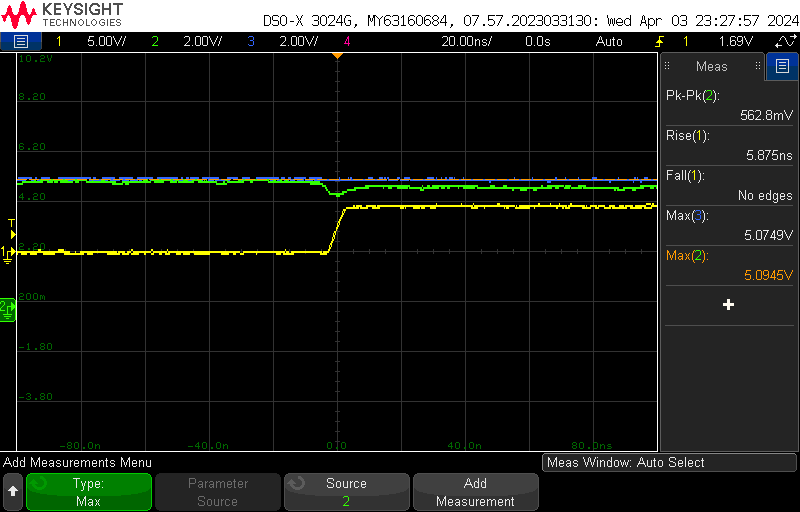 KEYSIGHT
TECHNOLOGIES
DSO-X 3024G, MY63160684, 07.57.2023033130: Wed Apr 03 23:27:57 2024
1 5.00V/ 2 2.00V/ 3 2.00V/ 4 20.00ns/ 0.0s Auto 1 1.69V
10.2V
8.20
6.20
4.20
2.20
200m
-1.80
-3.80
T
1
2
-80.0n -40.0n 0.0 40.0n 80.0ns
Meas
Pk-Pk(2):
562.8mV
Rise(1):
5.875ns
Fall(1):
No edges
Max(3):
5.0749V
Max(2):
5.0945V
+
Add Measurements Menu
Meas Window: Auto Select
Type:
Max
Parameter
Source
Source
2
Add
Measurement